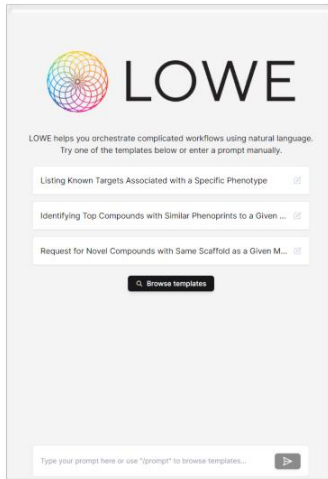 LOWE
LOWE helps you orchestrate complicated workflows using natural language.
Try one of the templates below or enter a prompt manually.
Listing Known Targets Associated with a Specific Phenotype
Identifying Top Compounds with Similar Phenoprints to a Given ...
Request for Novel Compounds with Same Scaffold as a Given M...
Browse templates
Type your prompt here or use "/prompt" to browse templates...